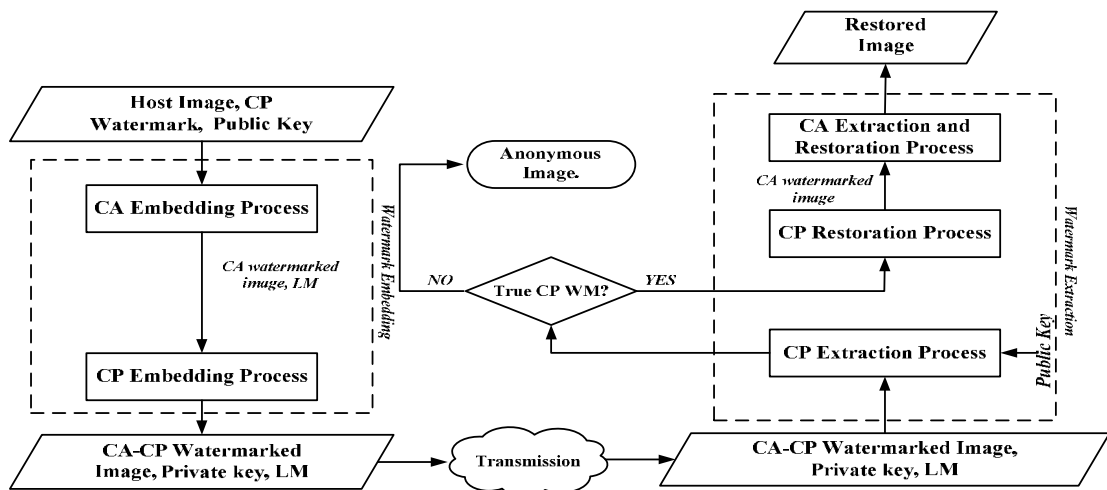 Host Image, CP
Watermark, Public Key
CA Embedding Process
CA watermarked
image, LM
CP Embedding Process
Watermark Embedding
CA-CP Watermarked
Image, Private key, LM
Transmission
CA-CP Watermarked Image,
Private key, LM
CP Extraction Process
Public Key
Watermark Extraction
True CP WM?
NO
YES
Anonymous
Image.
CP Restoration Process
CA watermarked
image
CA Extraction and
Restoration Process
Restored
Image